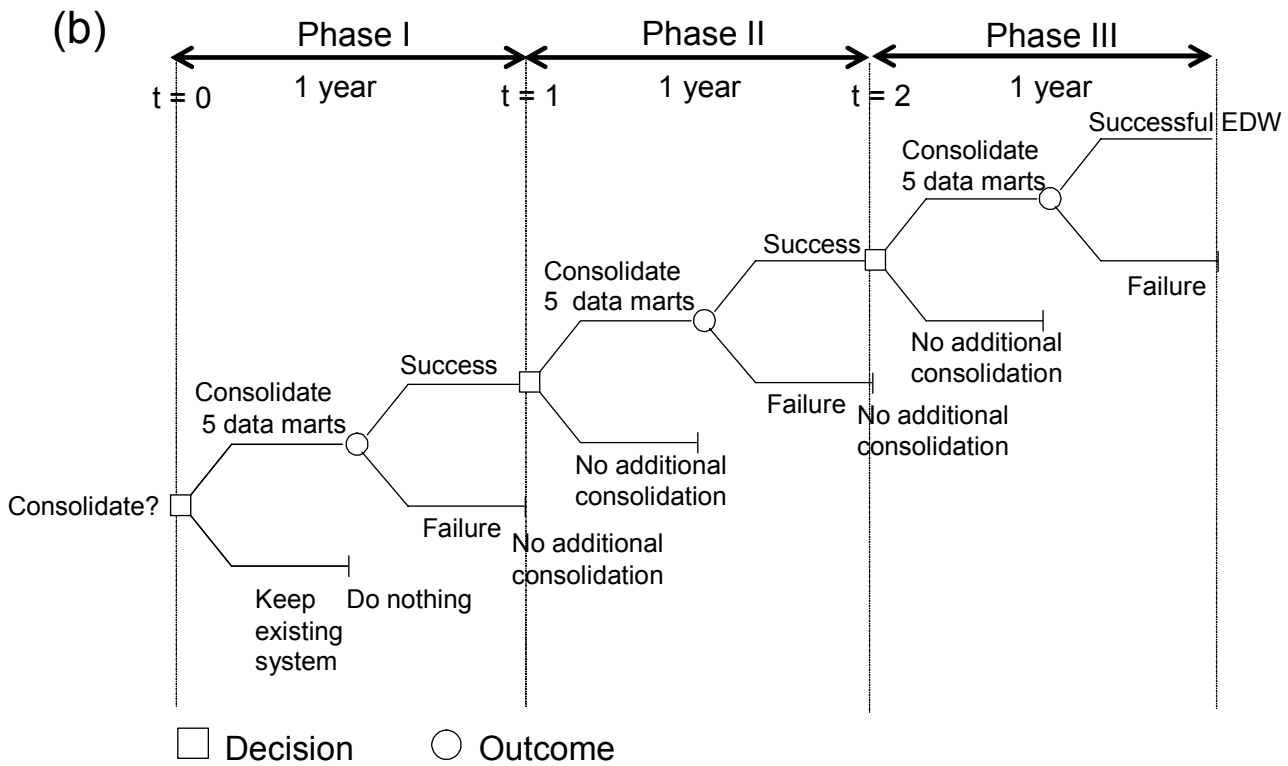 (b)
Phase I
Phase II
Phase III
1 year
1 year
1 year
t = 0
t = 1
t = 2
Successful EDW
Consolidate
5 data marts
Failure
No additional
consolidation
Success
Consolidate
5 data marts
Failure
No additional
consolidation
No additional
consolidation
Success
Consolidate
5 data marts
Consolidate?
Failure
No additional
consolidation
Keep
existing
system
Do nothing
Decision
Outcome